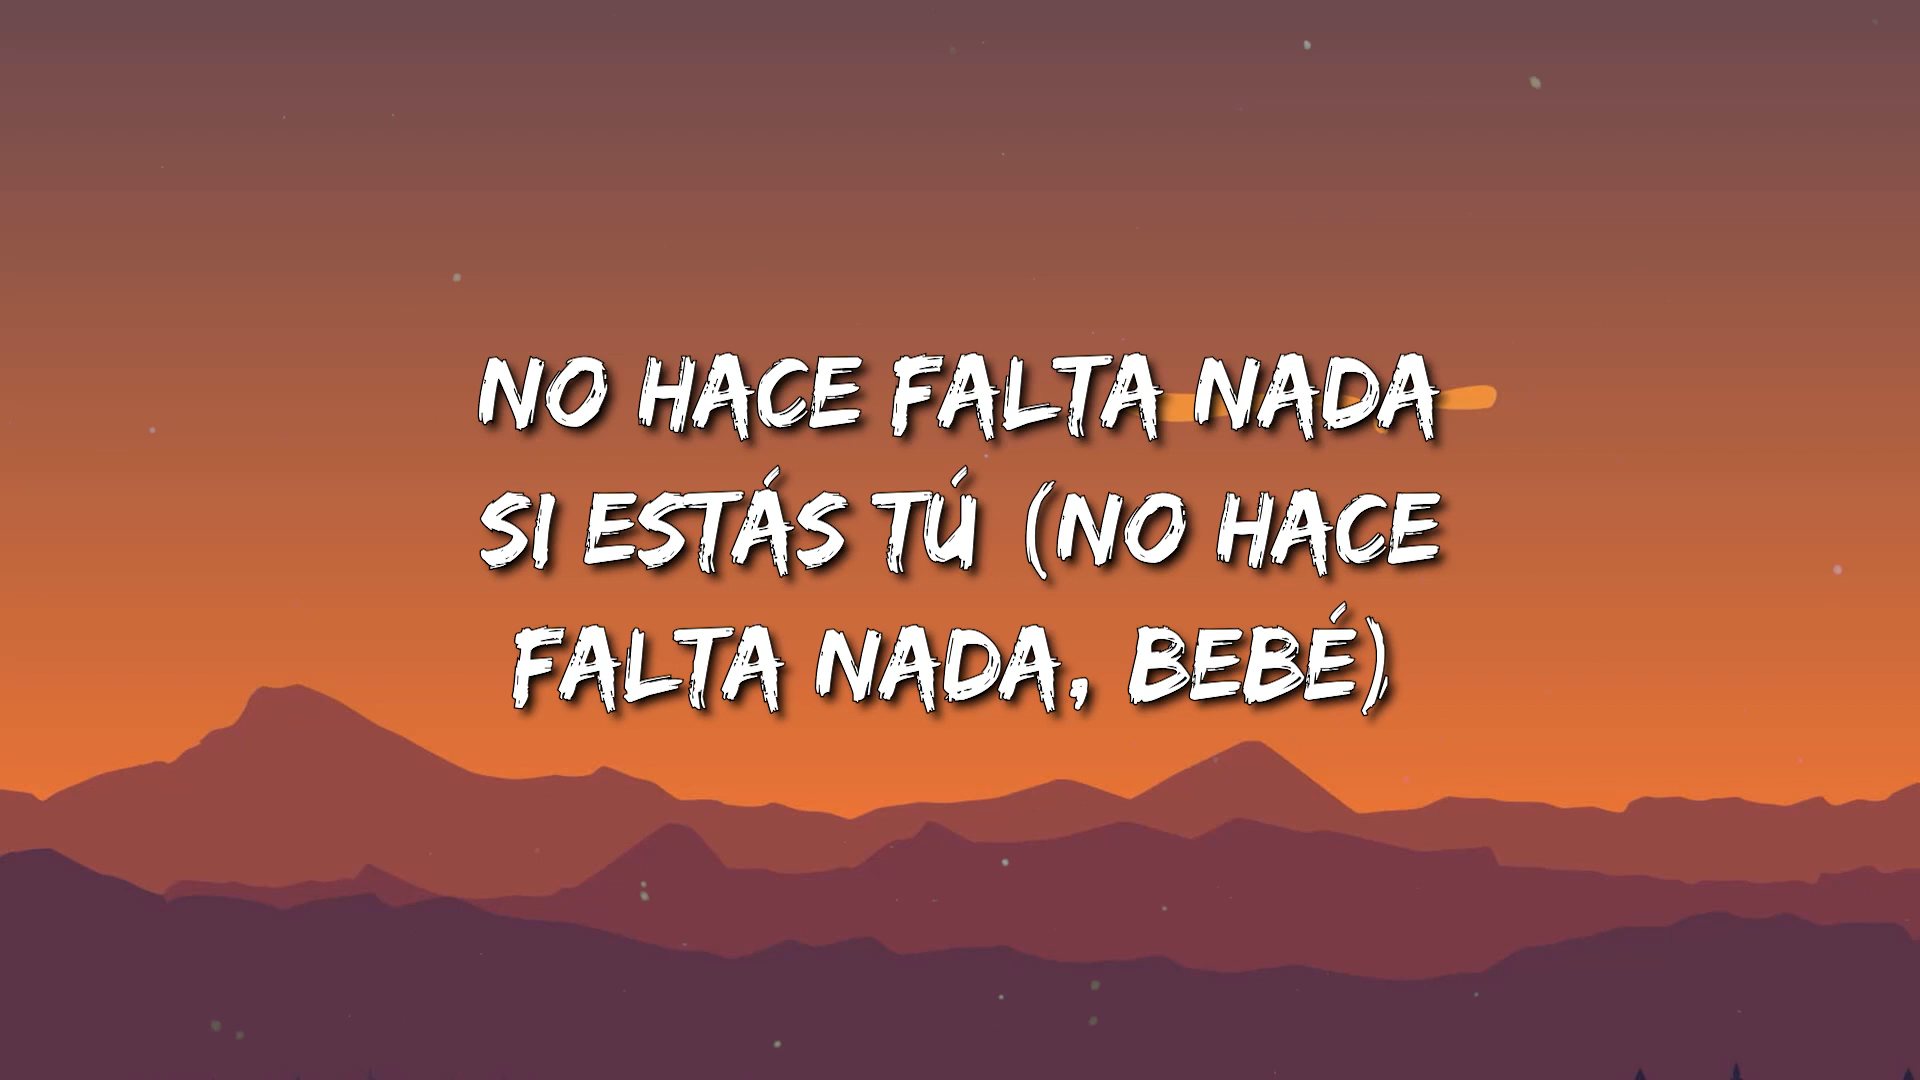 NO HACE FALTA NADA
SI ESTÁS TÚ (NO HACE
FALTA NADA, BEBÉ)